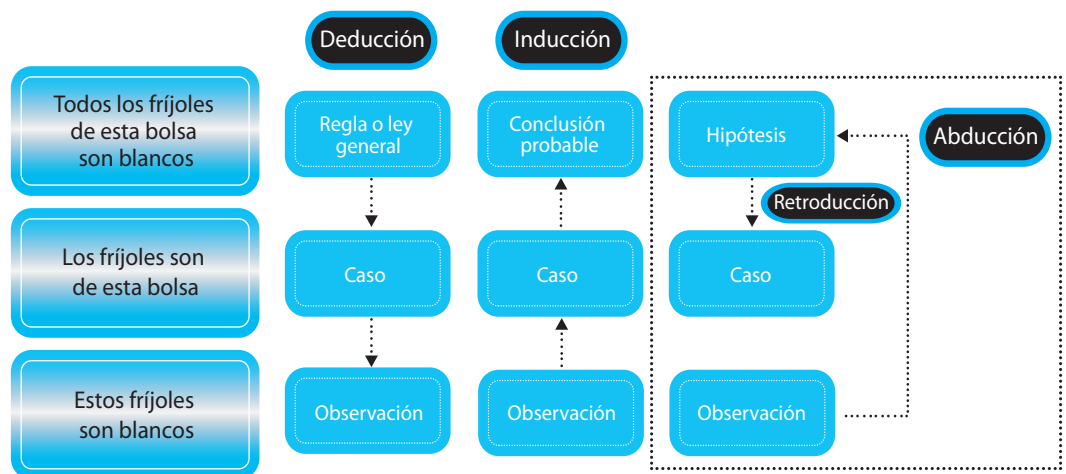 Deducción
Inducción
Todos los fríjoles
de esta bolsa
son blancos
Regla o ley
general
Conclusión
probable
Hipótesis
Abducción
Retroducción
Los fríjoles son
de esta bolsa
Caso
Caso
Caso
Estos fríjoles
son blancos
Observación
Observación
Observación